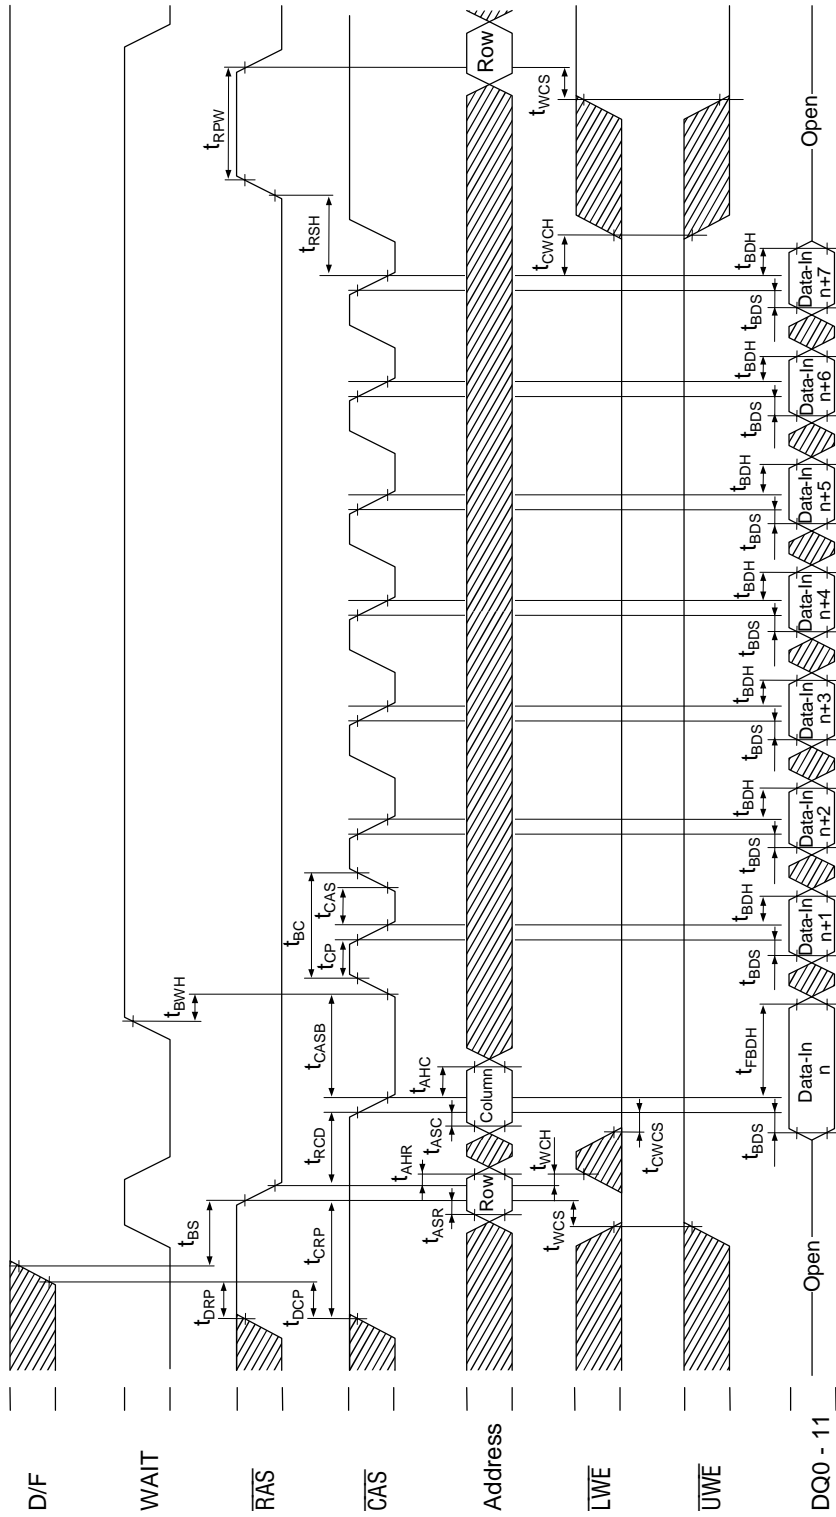 D/F
WAIT
tBS
tBWH
tDRP
tRPW
RAS
tDCP
tCRP
tRCD
tCASB
tBC
tCP
tCAS
tRSH
CAS
tASR
tAHR
tASC
tAHC
Address
Row
Column
Row
tWCS
tWCH
tCWCH
tWCS
LWE
tCWCS
UWE
tBDS
tFBDH
tBDS
tBDH
tBDS
tBDH
tBDS
tBDH
tBDS
tBDH
tBDS
tBDH
tBDS
tBDH
tBDS
tBDH
DQ0 - 11
Open
Data-In
n
Data-In
n+1
Data-In
n+2
Data-In
n+3
Data-In
n+4
Data-In
n+5
Data-In
n+6
Data-In
n+7
Open